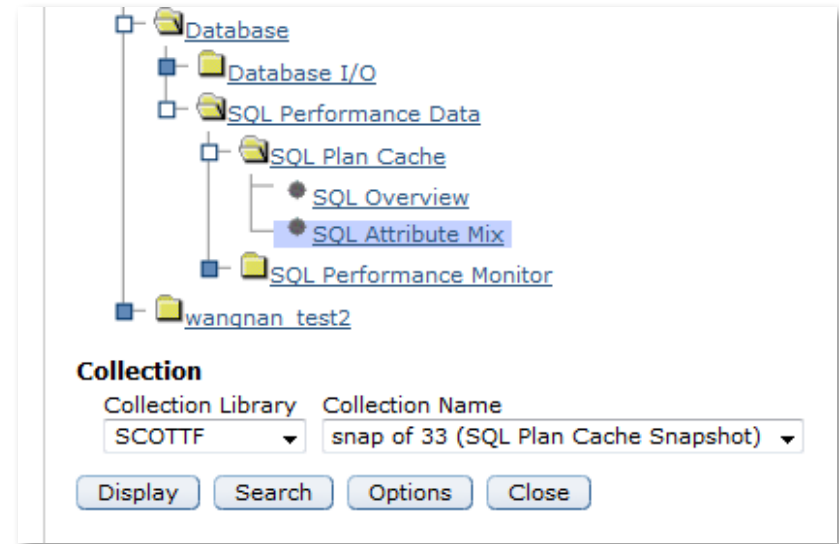 Database
Database I/O
SQL Performance Data
SQL Plan Cache
SQL Overview
SQL Attribute Mix
SQL Performance Monitor
wangnan_test2
Collection
Collection Library Collection Name
SCOTTF snap of 33 (SQL Plan Cache Snapshot)
Display Search Options Close